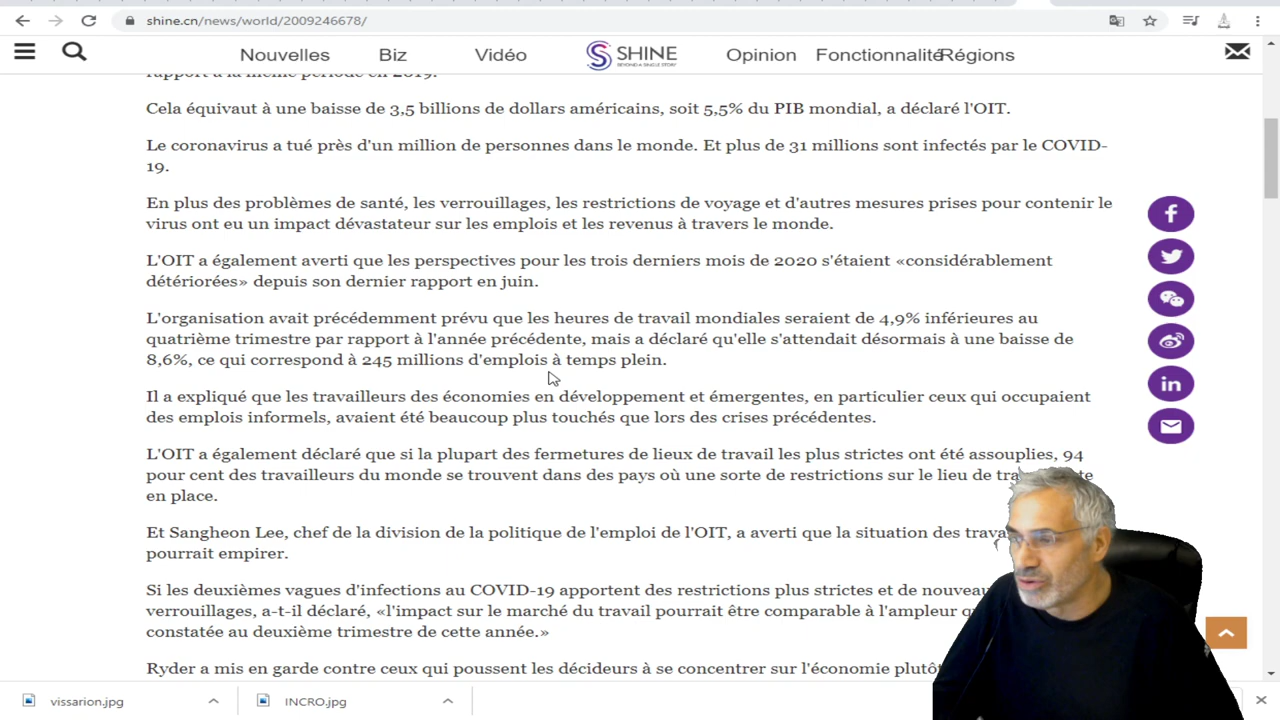 shine.cn/news/world/2009246678/
Nouvelles Biz Vidéo SHINE Opinion Fonctionnalité Régions
BEYOND A SINGLE STORY
rapport à la même période en 2019.
Cela équivaut à une baisse de 3,5 billions de dollars américains, soit 5,5% du PIB mondial, a déclaré l'OIT.
Le coronavirus a tué près d'un million de personnes dans le monde. Et plus de 31 millions sont infectés par le COVID-
19.
En plus des problèmes de santé, les verrouillages, les restrictions de voyage et d'autres mesures prises pour contenir le
virus ont eu un impact dévastateur sur les emplois et les revenus à travers le monde.
L'OIT a également averti que les perspectives pour les trois derniers mois de 2020 s'étaient «considérablement
détériorées» depuis son dernier rapport en juin.
L'organisation avait précédemment prévu que les heures de travail mondiales seraient de 4,9% inférieures au
quatrième trimestre par rapport à l'année précédente, mais a déclaré qu'elle s'attendait désormais à une baisse de
8,6%, ce qui correspond à 245 millions d'emplois à temps plein.
Il a expliqué que les travailleurs des économies en développement et émergentes, en particulier ceux qui occupaient
des emplois informels, avaient été beaucoup plus touchés que lors des crises précédentes.
L'OIT a également déclaré que si la plupart des fermetures de lieux de travail les plus strictes ont été assouplies, 94
pour cent des travailleurs du monde se trouvent dans des pays où une sorte de restrictions sur le lieu de
en place.
Et Sangheon Lee, chef de la division de la politique de l'emploi de l'OIT, a averti que la situation des
pourrait empirer.
Si les deuxièmes vagues d'infections au COVID-19 apportent des restrictions plus strictes et de
verrouillages, a-t-il déclaré, «l'impact sur le marché du travail pourrait être comparable à l'ampleur
constatée au deuxième trimestre de cette année.»
Ryder a mis en garde contre ceux qui poussent les décideurs à se concentrer sur l'économie
vissarion.jpg INCRO.jpg